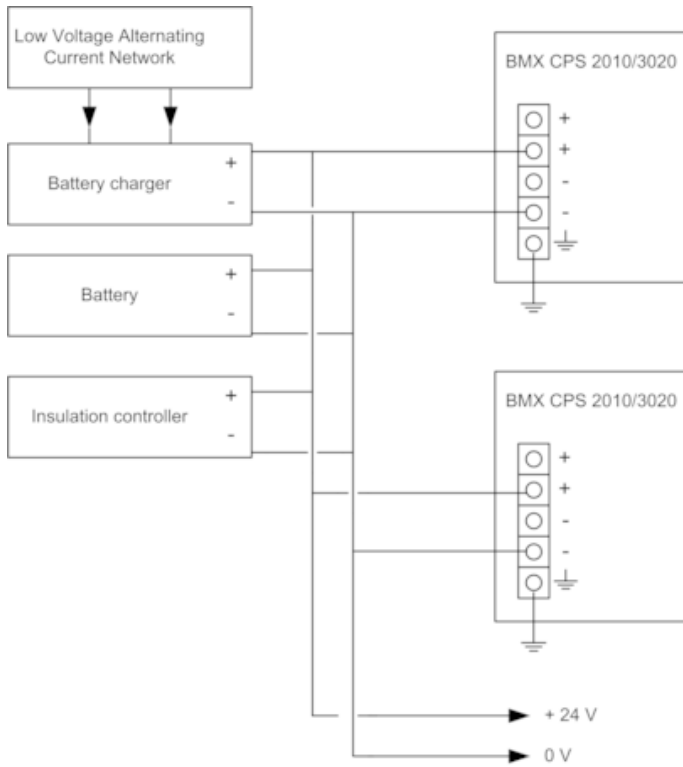 Low Voltage Alternating
Current Network
Battery charger
+
-
Battery
+
-
Insulation controller
+
-
BMX CPS 2010/3020
+
+
-
-
BMX CPS 2010/3020
+
+
-
-
+ 24 V
0 V